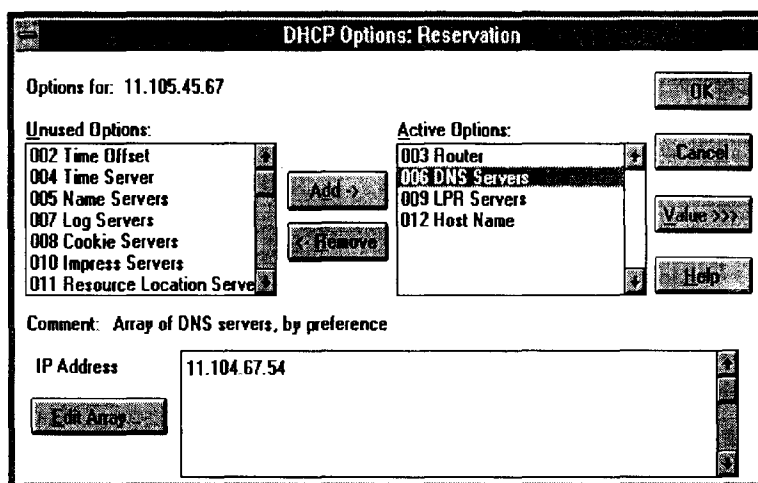 DHCP Options: Reservation
Options for: 11.105.45.67
OK
Unused Options:
002 Time Offset
004 Time Server
005 Name Servers
007 Log Servers
008 Cookie Servers
010 Impress Servers
011 Resource Location Serve
Add ->
<- Remove
Active Options:
003 Router
006 DNS Servers
009 LPR Servers
012 Host Name
Cancel
Value >>>
Help
Comment: Array of DNS servers, by preference
IP Address
11.104.67.54
Edit Array...